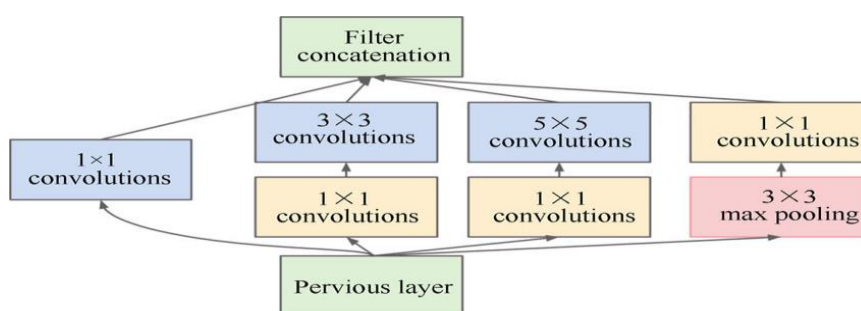 Filter
concatenation
3×3
convolutions
5×5
convolutions
1×1
convolutions
1×1
convolutions
1×1
convolutions
1×1
convolutions
3×3
max pooling
Pervious layer